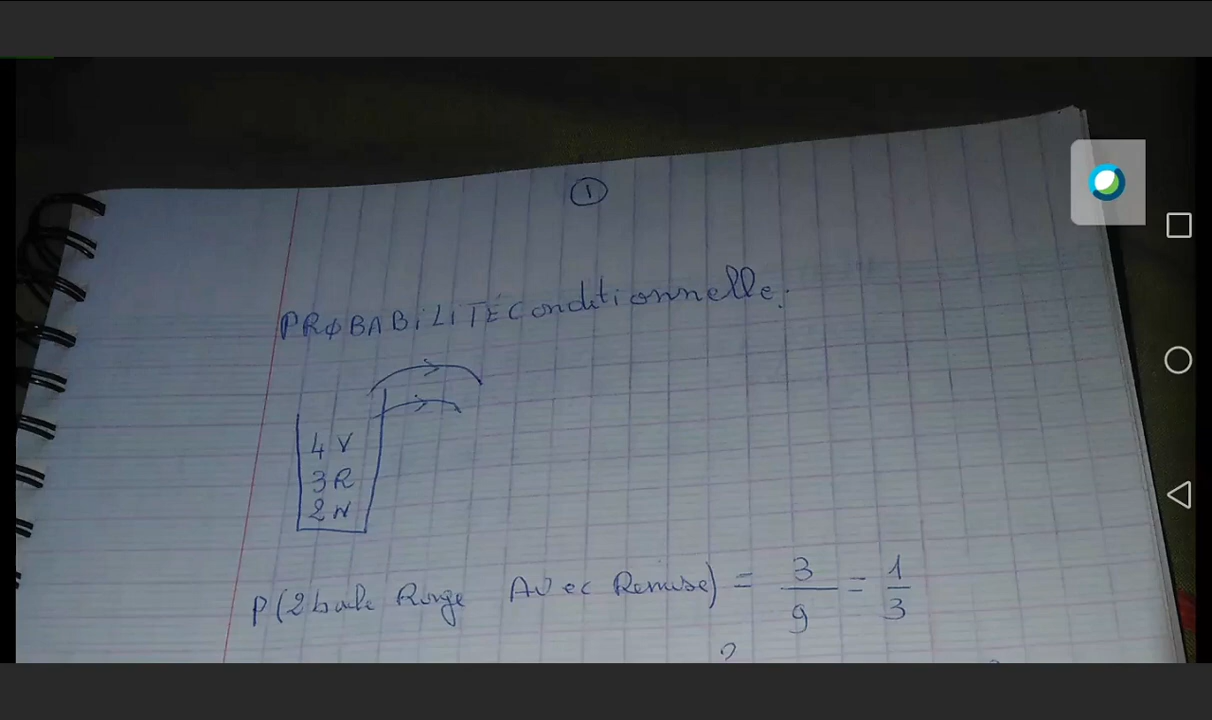 1
PROBABILITÉ Conditionnelle.
4 V
3 R
2 N
P(2 boule Rouge Avec Remise) = 3/9 = 1/3